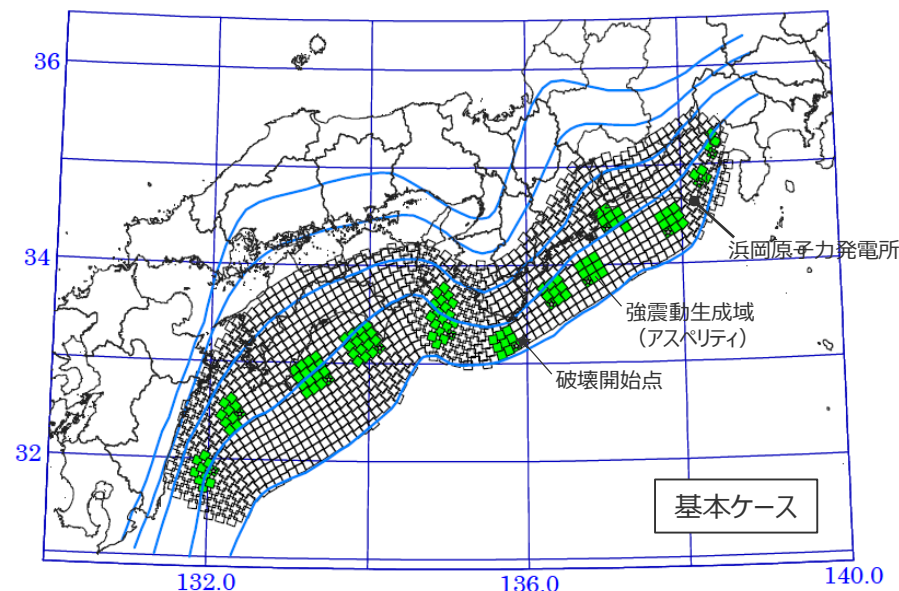 36
34
浜岡原子力発電所
強震動生成域
（アスペリティ）
破壊開始点
32
基本ケース
132.0
136.0
140.0